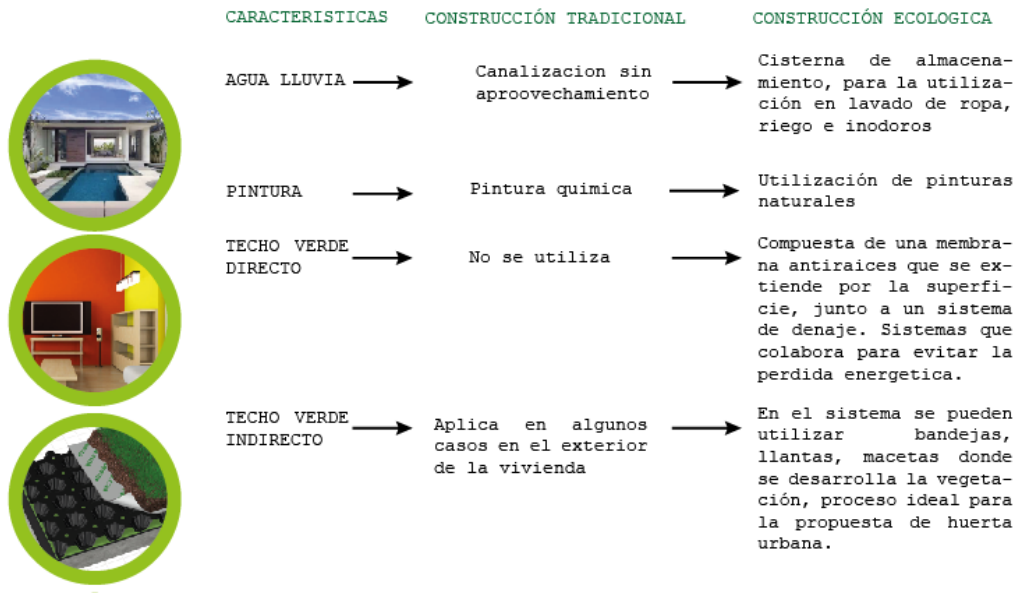 CARACTERISTICAS CONSTRUCCIÓN TRADICIONAL CONSTRUCCIÓN ECOLOGICA
AGUA LLUVIA
Canalizacion sin
aproovechamiento
Cisterna de almacena-
miento, para la utiliza-
ción en lavado de ropa,
riego e inodoros
PINTURA
Pintura quimica
Utilización de pinturas
naturales
TECHO VERDE
DIRECTO
No se utiliza
Compuesta de una membra-
na antiraices que se ex-
tiende por la superfi-
cie, junto a un sistema
de denaje. Sistemas que
colabora para evitar la
perdida energetica.
TECHO VERDE
INDIRECTO
Aplica en algunos
casos en el exterior
de la vivienda
En el sistema se pueden
utilizar bandejas,
llantas, macetas donde
se desarrolla la vegeta-
ción, proceso ideal para
la propuesta de huerta
urbana.